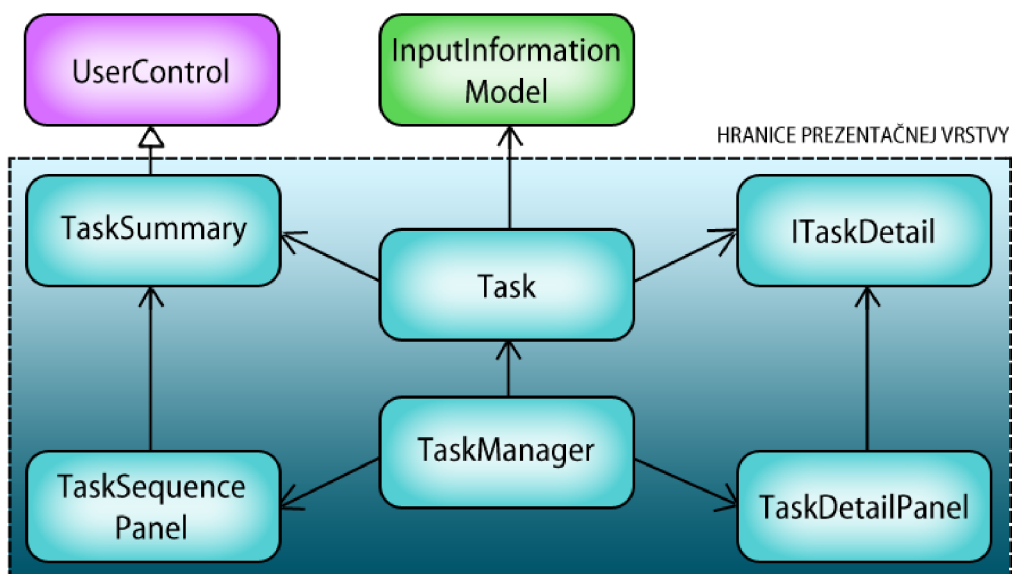 UserControl
InputInformation
Model
HRANICE PREZENTAČNEJ VRSTVY
TaskSummary
Task
ITaskDetail
TaskSequence
Panel
TaskManager
TaskDetailPanel